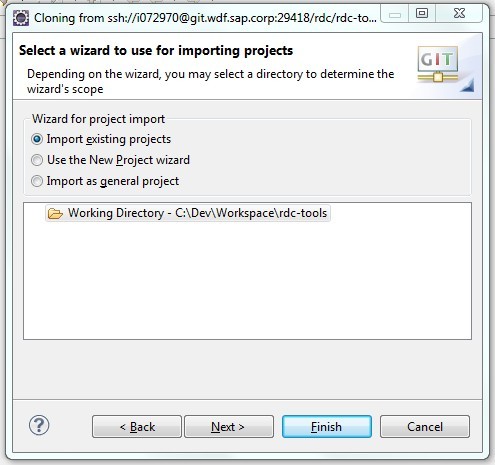 Cloning from ssh://i072970@git.wdf.sap.corp:29418/rdc/rdc-to...
Select a wizard to use for importing projects
Depending on the wizard, you may select a directory to determine the
wizard's scope
GIT
Wizard for project import
Import existing projects
Use the New Project wizard
Import as general project
Working Directory - C:\Dev\Workspace\rdc-tools
?
< Back
Next >
Finish
Cancel